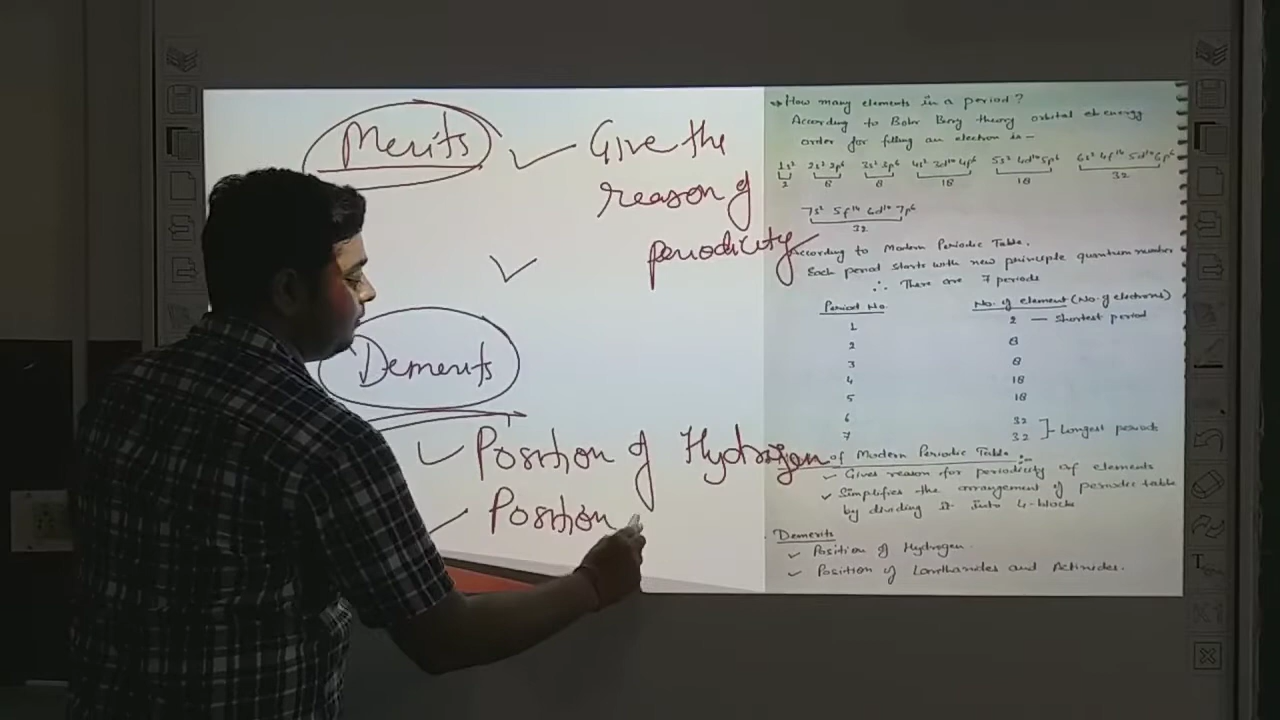 Merits
Give the
reason of
periodicity
Demerits
Position of Hydrogen
Position
How many elements in a period?
According to Bohr Bury theory orbital of energy
order for filling an electron is-
1s² 2s² 2p⁶ 3s² 3p⁶ 4s² 3d¹⁰ 4p⁶ 5s² 4d¹⁰ 5p⁶ 6s² 4f¹⁴ 5d¹⁰ 6p⁶
2 8 8 18 18 32
7s² 5f¹⁴ 6d¹⁰ 7p⁶
32
According to Modern Periodic Table.
Each period starts with new principle quantum number
∴ There are 7 periods
Period No. No. of element (No. of electrons)
1 2 — shortest period
2 8
3 8
4 18
5 18
6 32
7 32 ]- Longest periods
of Modern Periodic Table :-
Gives reason for periodicity of elements
Simplifies the arrangement of periodic table
by dividing it into 4-blocks
Demerits
Position of Hydrogen.
Position of Lanthanides and Actinides.